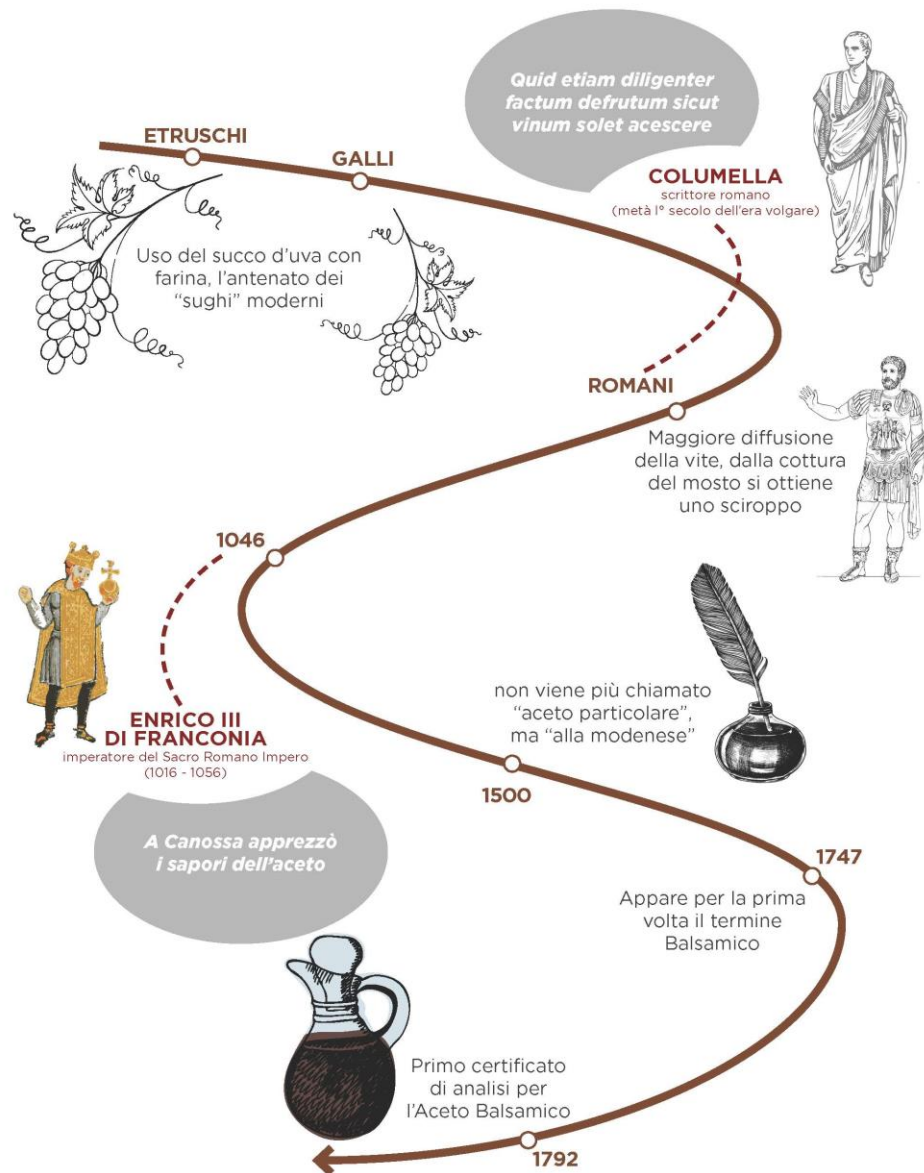 Quid etiam diligenter
factum defrutum sicut
vinum solet acescere
ETRUSCHI
GALLI
COLUMELLA
scrittore romano
(metà I° secolo dell'era volgare)
Uso del succo d'uva con
farina, l'antenato dei
“sughi” moderni
ROMANI
Maggiore diffusione
della vite, dalla cottura
del mosto si ottiene
uno sciroppo
1046
ENRICO III
DI FRANCONIA
imperatore del Sacro Romano Impero
(1016 - 1056)
A Canossa apprezzò
i sapori dell'aceto
non viene più chiamato
“aceto particolare”,
ma “alla modenese”
1500
1747
Appare per la prima
volta il termine
Balsamico
Primo certificato
di analisi per
l'Aceto Balsamico
1792